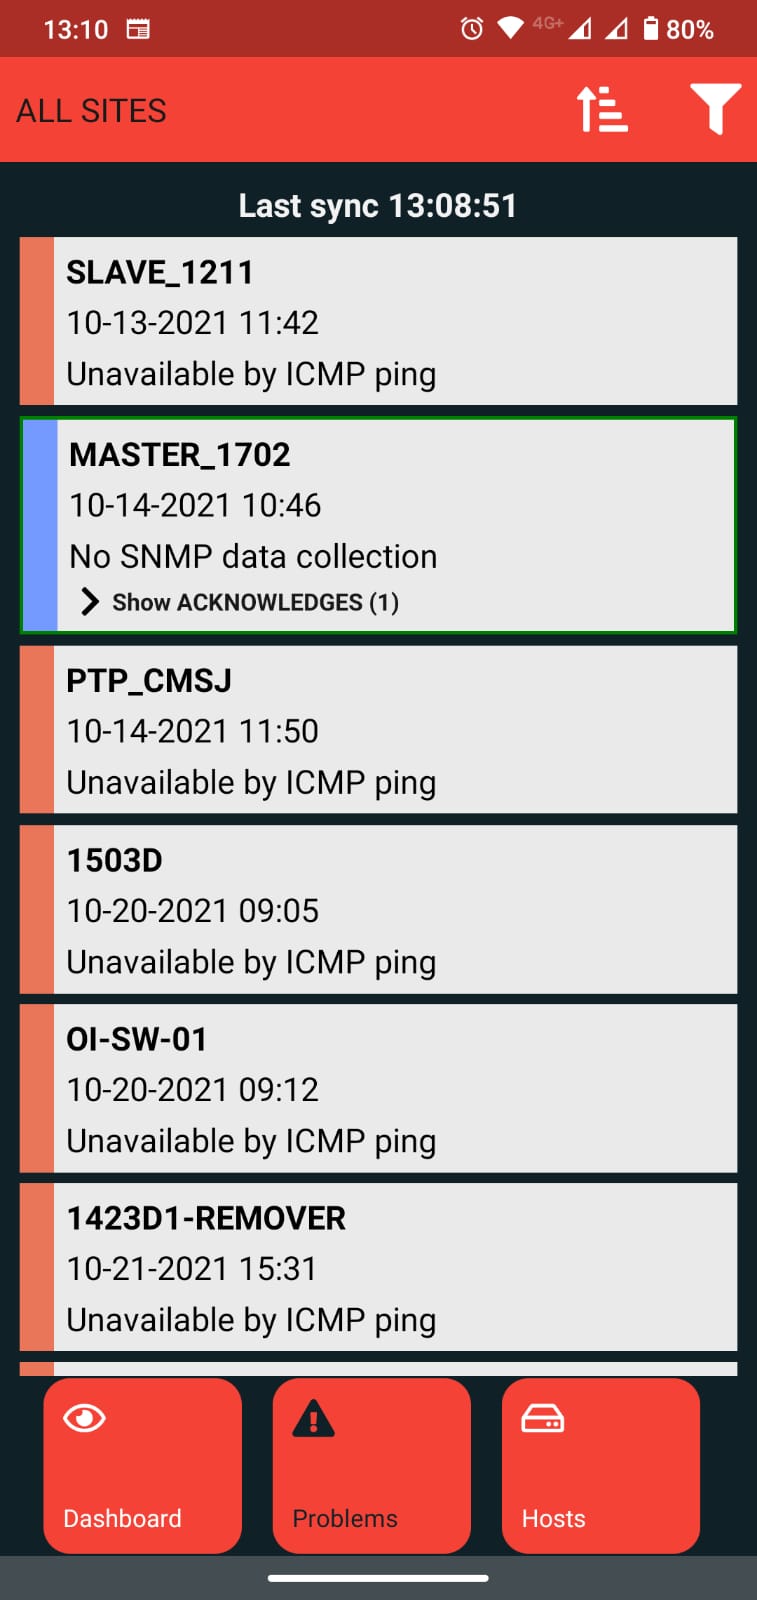 13:10
4G+
80%
ALL SITES
Last sync 13:08:51
SLAVE_1211
10-13-2021 11:42
Unavailable by ICMP ping
MASTER_1702
10-14-2021 10:46
No SNMP data collection
Show ACKNOWLEDGES (1)
PTP_CMSJ
10-14-2021 11:50
Unavailable by ICMP ping
1503D
10-20-2021 09:05
Unavailable by ICMP ping
OI-SW-01
10-20-2021 09:12
Unavailable by ICMP ping
1423D1-REMOVER
10-21-2021 15:31
Unavailable by ICMP ping
Dashboard
Problems
Hosts